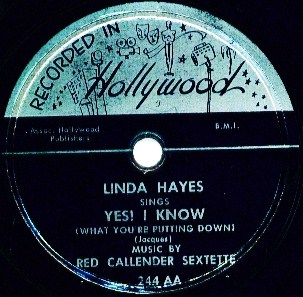 RECORDED IN
Hollywood
Assoc. Hollywood
Publishers
B.M.I.
LINDA HAYES
SINGS
YES! I KNOW
(WHAT YOU'RE PUTTING DOWN)
(Jacquet)
MUSIC BY
RED CALLENDER SEXTETTE
244 AA